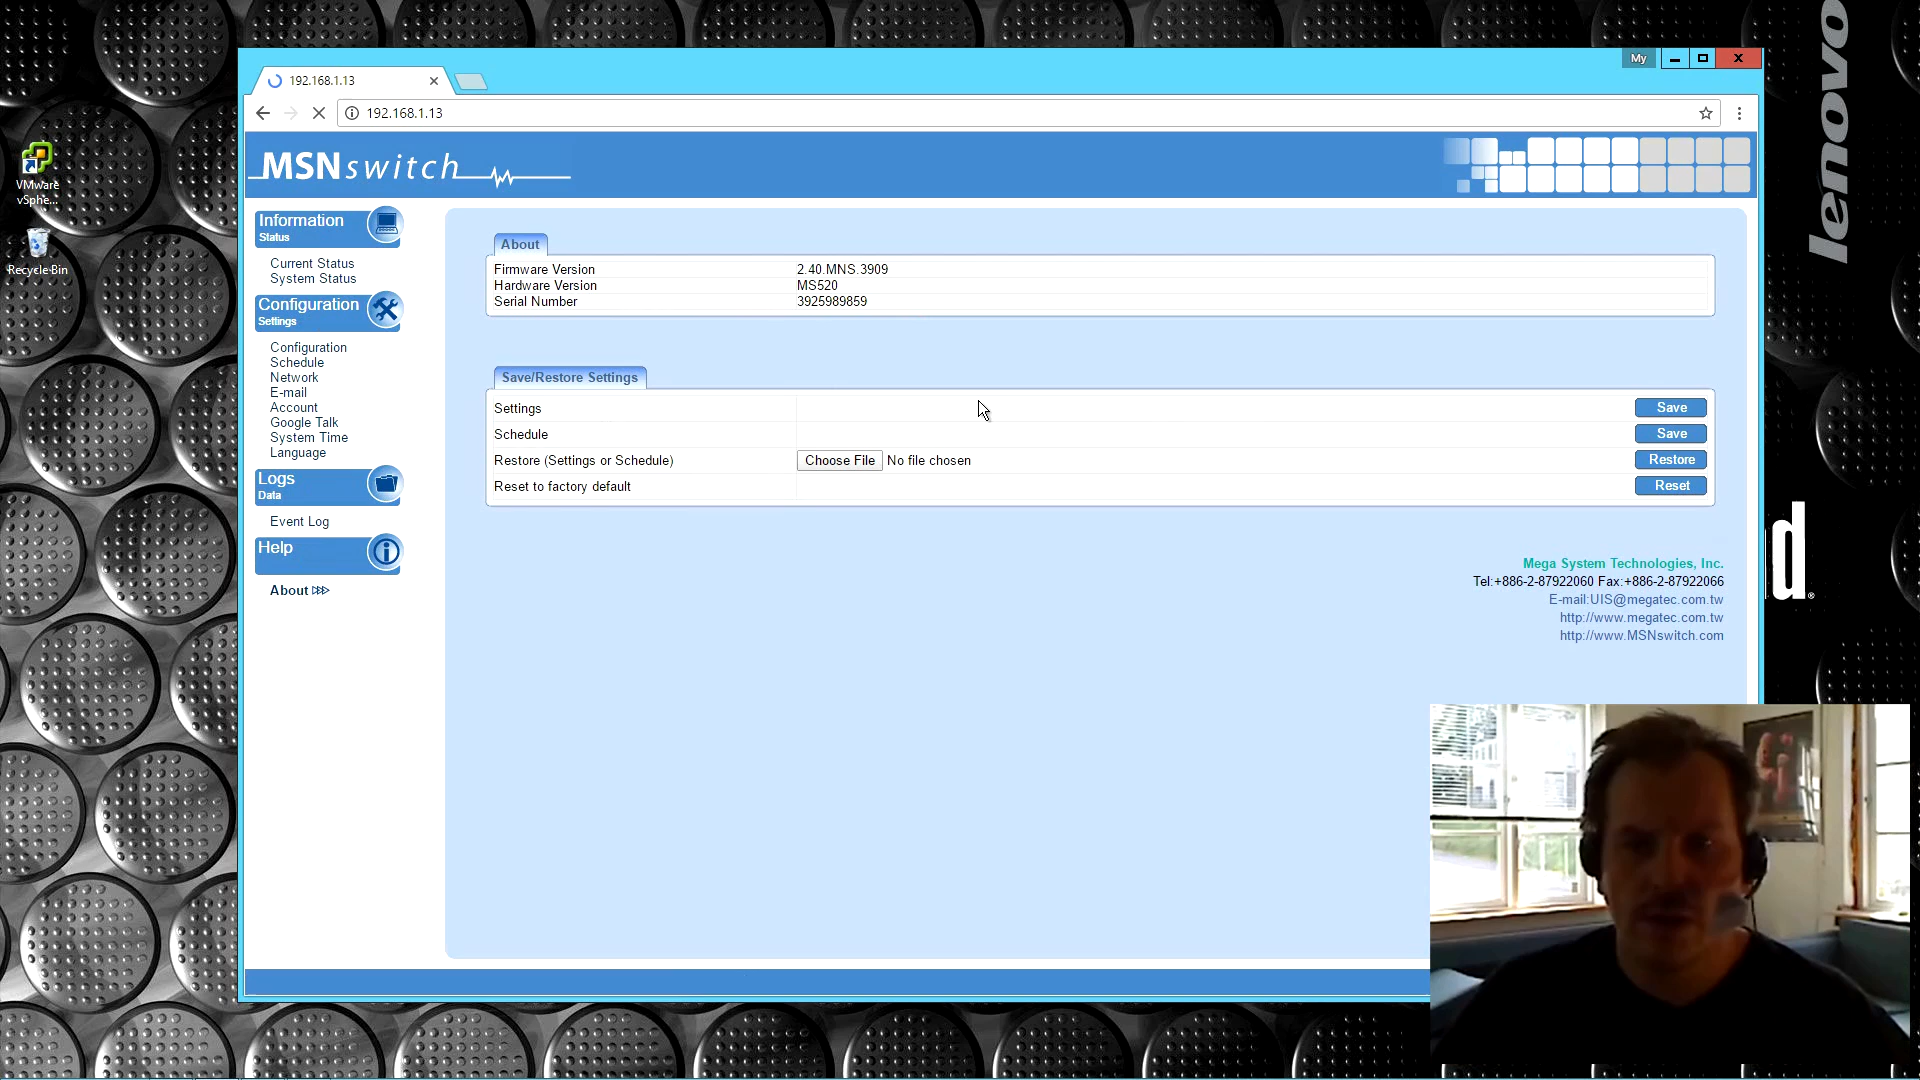 My
192.168.1.13
192.168.1.13
MSNswitch
lenovo
VMware
vSphe...
Recycle Bin
Information
Status
Current Status
System Status
Configuration
Settings
Configuration
Schedule
Network
E-mail
Account
Google Talk
System Time
Language
Logs
Data
Event Log
Help
About
About
Firmware Version 2.40.MNS.3909
Hardware Version MS520
Serial Number 3925989859
Save/Restore Settings
Settings Save
Schedule Save
Restore (Settings or Schedule) Choose File No file chosen Restore
Reset to factory default Reset
Mega System Technologies, Inc.
Tel:+886-2-87922060 Fax:+886-2-87922066
E-mail:UIS@megatec.com.tw
http://www.megatec.com.tw
http://www.MSNswitch.com
d